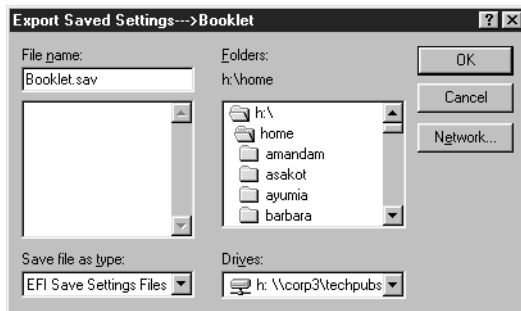 Export Saved Settings--->Booklet
File name:
Booklet.sav
Save file as type:
EFI Save Settings Files
Folders:
h:\home
h:\
home
amandam
asakot
ayumia
barbara
Drives:
h: \\corp3\techpubs
OK
Cancel
Network...